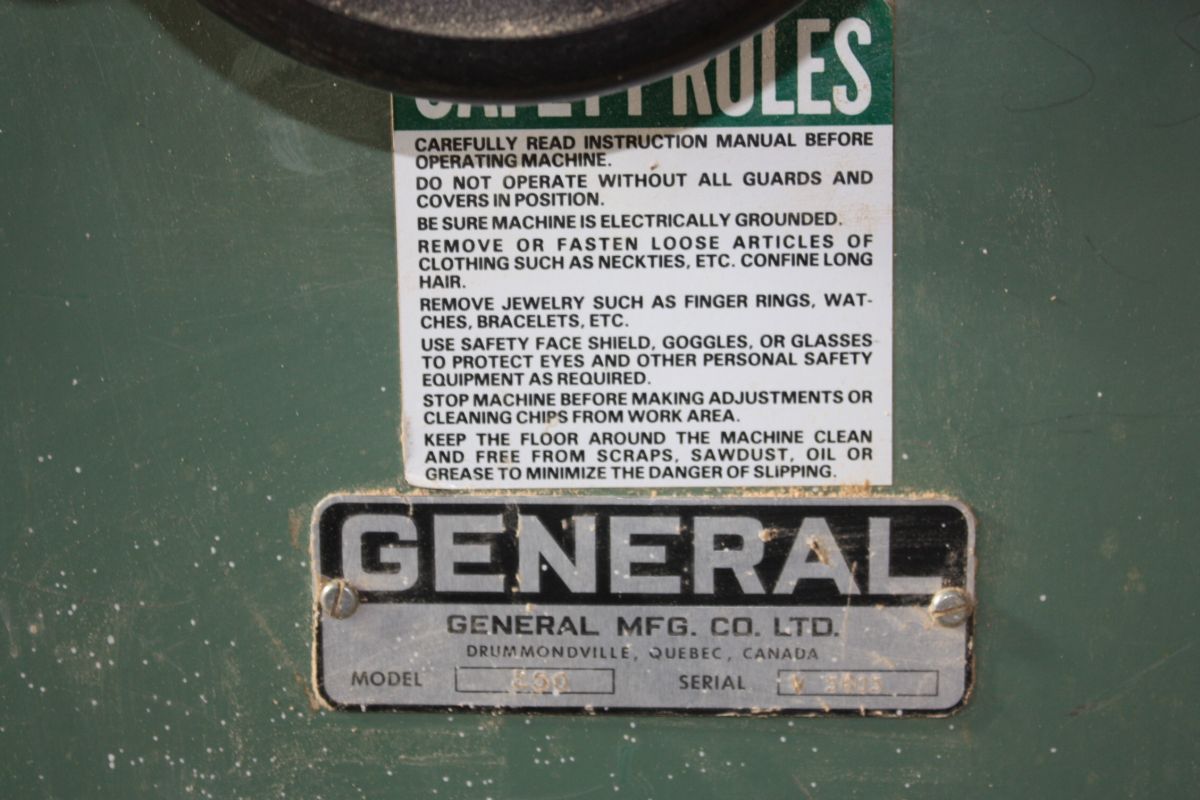 SAFETY RULES
CAREFULLY READ INSTRUCTION MANUAL BEFORE
OPERATING MACHINE.
DO NOT OPERATE WITHOUT ALL GUARDS AND
COVERS IN POSITION.
BE SURE MACHINE IS ELECTRICALLY GROUNDED.
REMOVE OR FASTEN LOOSE ARTICLES OF
CLOTHING SUCH AS NECKTIES, ETC. CONFINE LONG
HAIR.
REMOVE JEWELRY SUCH AS FINGER RINGS, WAT-
CHES, BRACELETS, ETC.
USE SAFETY FACE SHIELD, GOGGLES, OR GLASSES
TO PROTECT EYES AND OTHER PERSONAL SAFETY
EQUIPMENT AS REQUIRED.
STOP MACHINE BEFORE MAKING ADJUSTMENTS OR
CLEANING CHIPS FROM WORK AREA.
KEEP THE FLOOR AROUND THE MACHINE CLEAN
AND FREE FROM SCRAPS, SAWDUST, OIL OR
GREASE TO MINIMIZE THE DANGER OF SLIPPING.
GENERAL
GENERAL MFG. CO. LTD.
DRUMMONDVILLE, QUEBEC, CANADA
MODEL SERIAL